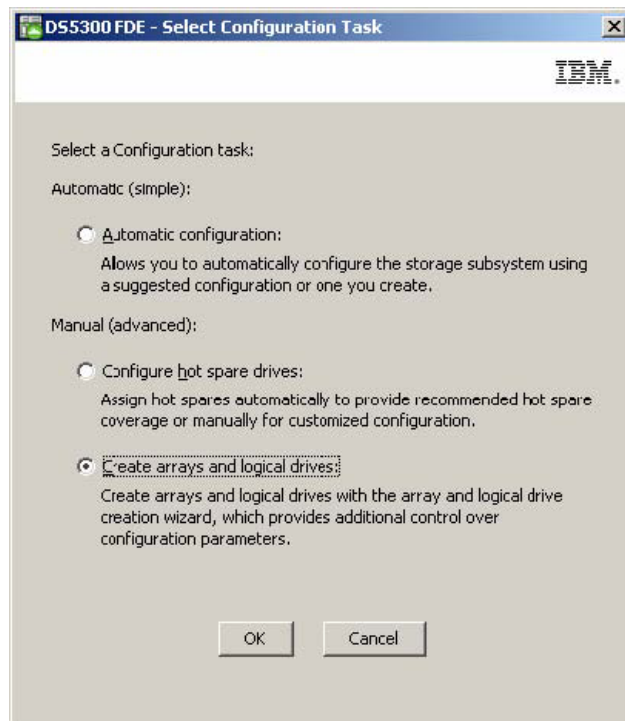 DS5300 FDE - Select Configuration Task
IBM.
Select a Configuration task:
Automatic (simple):
Automatic configuration:
Allows you to automatically configure the storage subsystem using
a suggested configuration or one you create.
Manual (advanced):
Configure hot spare drives:
Assign hot spares automatically to provide recommended hot spare
coverage or manually for customized configuration.
Create arrays and logical drives:
Create arrays and logical drives with the array and logical drive
creation wizard, which provides additional control over
configuration parameters.
OK
Cancel